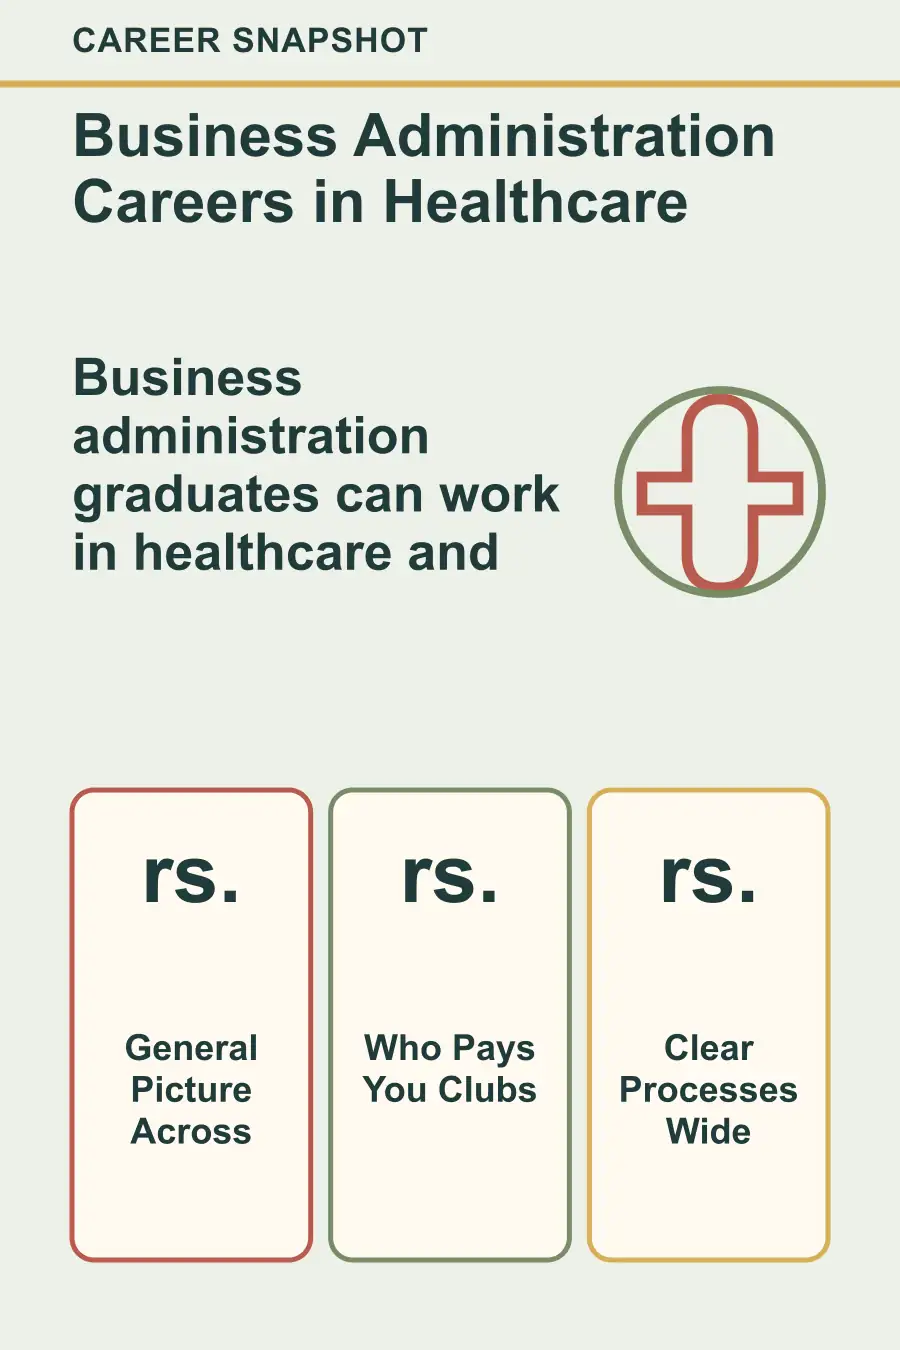 CAREER SNAPSHOT
Business Administration
Careers in Healthcare
Business
administration
graduates can work
in healthcare and
rs.
General
Picture
Across
rs.
Who Pays
You Clubs
rs.
Clear
Processes
Wide